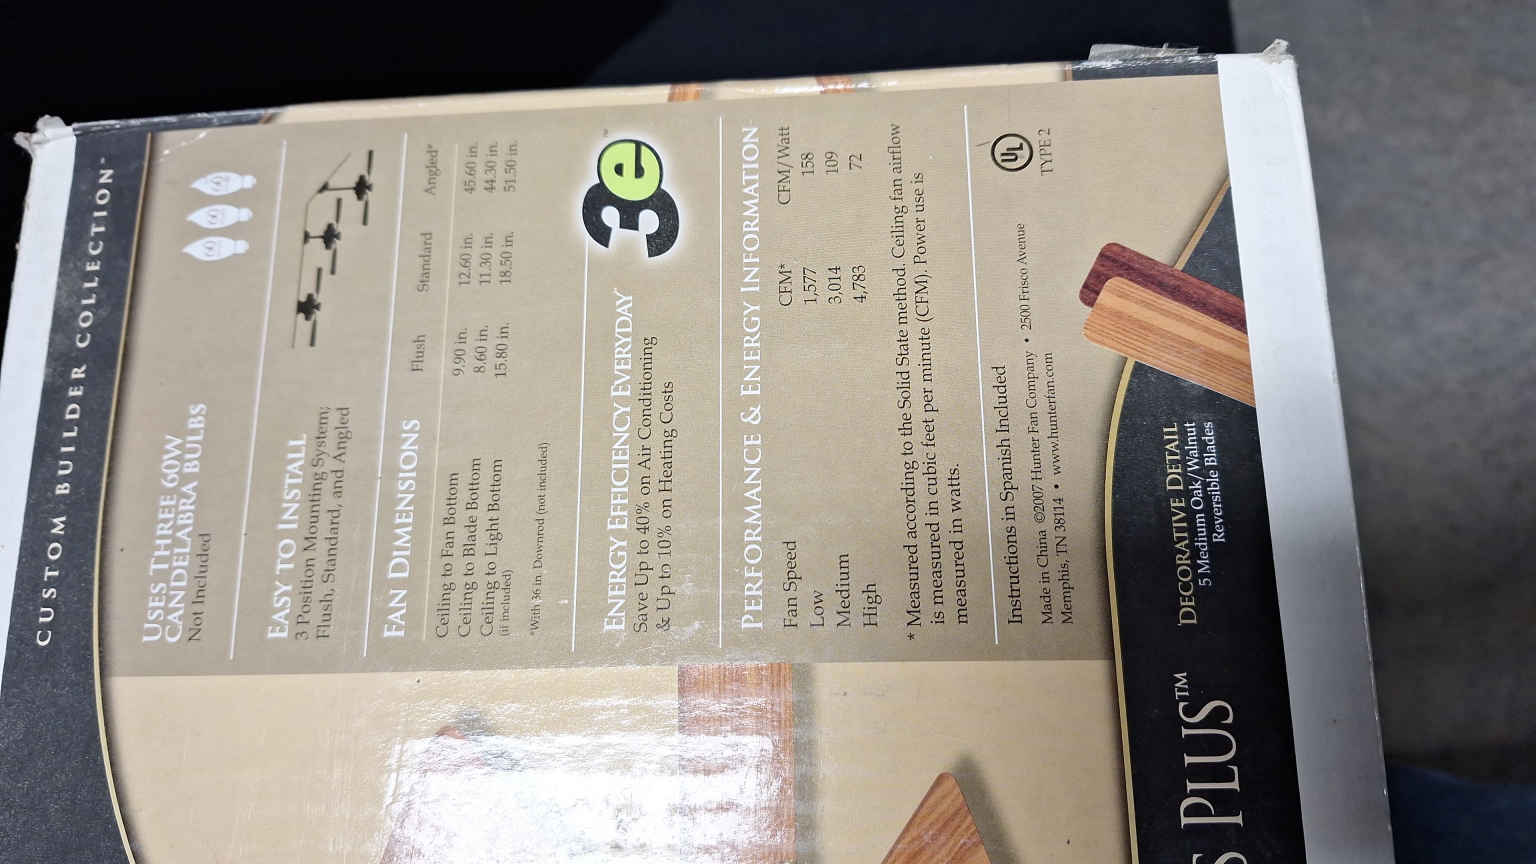 CUSTOM BUILDER COLLECTION
USES THREE 60W
CANDELABRA BULBS
Not Included
60 60 60
EASY TO INSTALL
3 Position Mounting System;
Flush, Standard, and Angled
FAN DIMENSIONS
Flush Standard Angled*
Ceiling to Fan Bottom 9.90 in. 12.60 in. 45.60 in.
Ceiling to Blade Bottom 8.60 in. 11.30 in. 44.30 in.
Ceiling to Light Bottom 15.80 in. 18.50 in. 51.50 in.
(if included)
*With 36 in. Downrod (not included)
ENERGY EFFICIENCY EVERYDAY
Save Up to 40% on Air Conditioning
& Up to 10% on Heating Costs
3e™
PERFORMANCE & ENERGY INFORMATION
Fan Speed CFM* CFM/Watt
Low 1,577 158
Medium 3,014 109
High 4,783 72
* Measured according to the Solid State method. Ceiling fan airflow
is measured in cubic feet per minute (CFM). Power use is
measured in watts.
Instructions in Spanish Included
Made in China ©2007 Hunter Fan Company • 2500 Frisco Avenue
Memphis, TN 38114 • www.hunterfan.com
UL
TYPE 2
DECORATIVE DETAIL
5 Medium Oak/Walnut
Reversible Blades
PLUS™